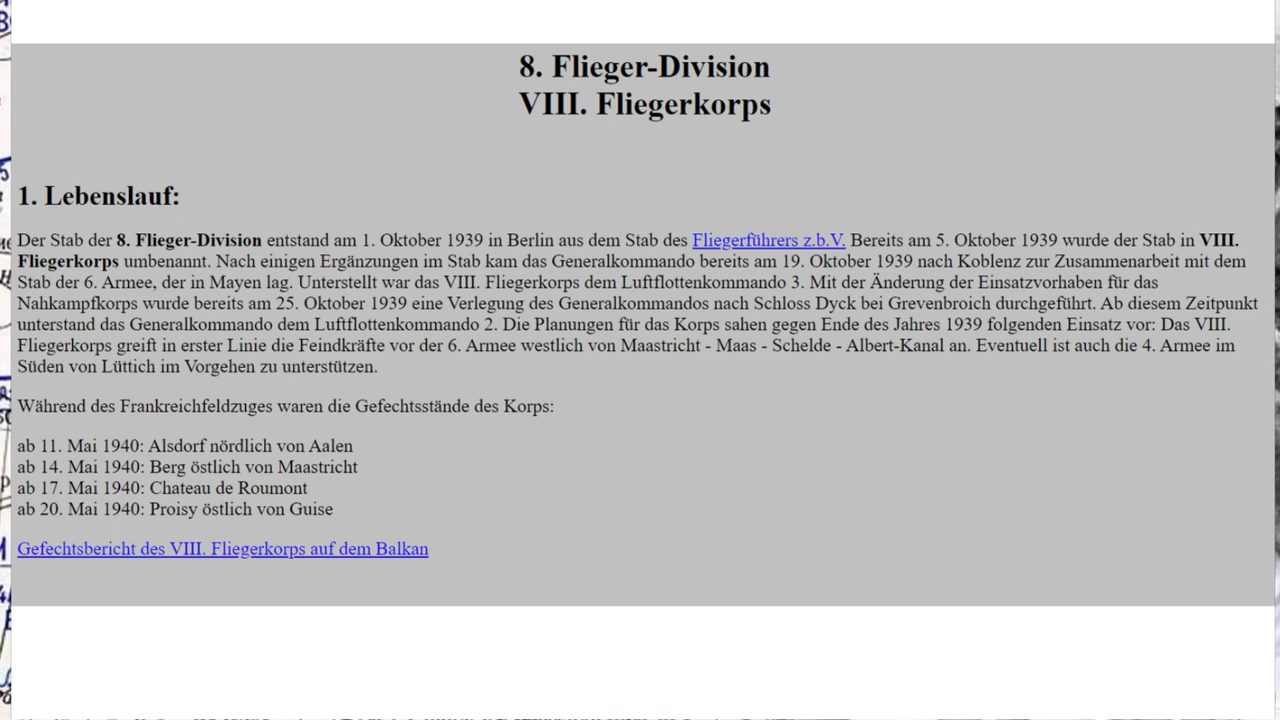 8. Flieger-Division
VIII. Fliegerkorps
1. Lebenslauf:
Der Stab der 8. Flieger-Division entstand am 1. Oktober 1939 in Berlin aus dem Stab des Fliegerführers z.b.V. Bereits am 5. Oktober 1939 wurde der Stab in VIII.
Fliegerkorps umbenannt. Nach einigen Ergänzungen im Stab kam das Generalkommando bereits am 19. Oktober 1939 nach Koblenz zur Zusammenarbeit mit dem
Stab der 6. Armee, der in Mayen lag. Unterstellt war das VIII. Fliegerkorps dem Luftflottenkommando 3. Mit der Änderung der Einsatzvorhaben für das
Nahkampfkorps wurde bereits am 25. Oktober 1939 eine Verlegung des Generalkommandos nach Schloss Dyck bei Grevenbroich durchgeführt. Ab diesem Zeitpunkt
unterstand das Generalkommando dem Luftflottenkommando 2. Die Planungen für das Korps sahen gegen Ende des Jahres 1939 folgenden Einsatz vor: Das VIII.
Fliegerkorps greift in erster Linie die Feindkräfte vor der 6. Armee westlich von Maastricht - Maas - Schelde - Albert-Kanal an. Eventuell ist auch die 4. Armee im
Süden von Lüttich im Vorgehen zu unterstützen.
Während des Frankreichfeldzuges waren die Gefechtsstände des Korps:
ab 11. Mai 1940: Alsdorf nördlich von Aalen
ab 14. Mai 1940: Berg östlich von Maastricht
ab 17. Mai 1940: Chateau de Roumont
ab 20. Mai 1940: Proisy östlich von Guise
Gefechtsbericht des VIII. Fliegerkorps auf dem Balkan